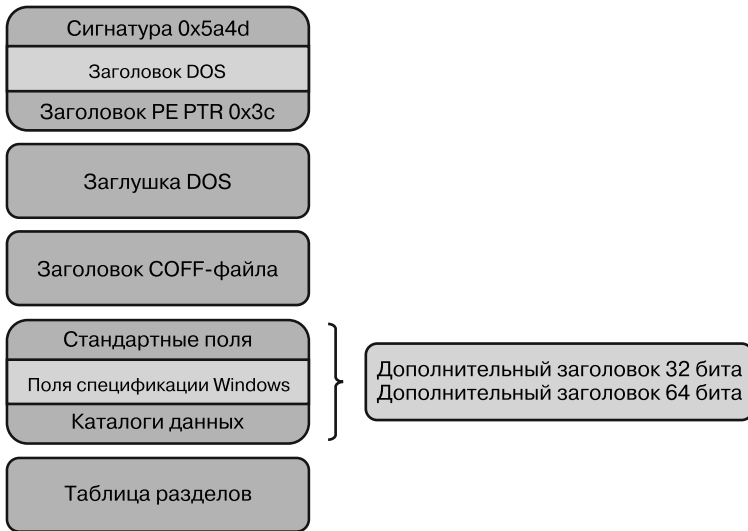 Сигнатура 0x5a4d
Заголовок DOS
Заголовок PE PTR 0x3c
Заглушка DOS
Заголовок COFF-файла
Стандартные поля
Поля спецификации Windows
Каталоги данных
Дополнительный заголовок 32 бита
Дополнительный заголовок 64 бита
Таблица разделов